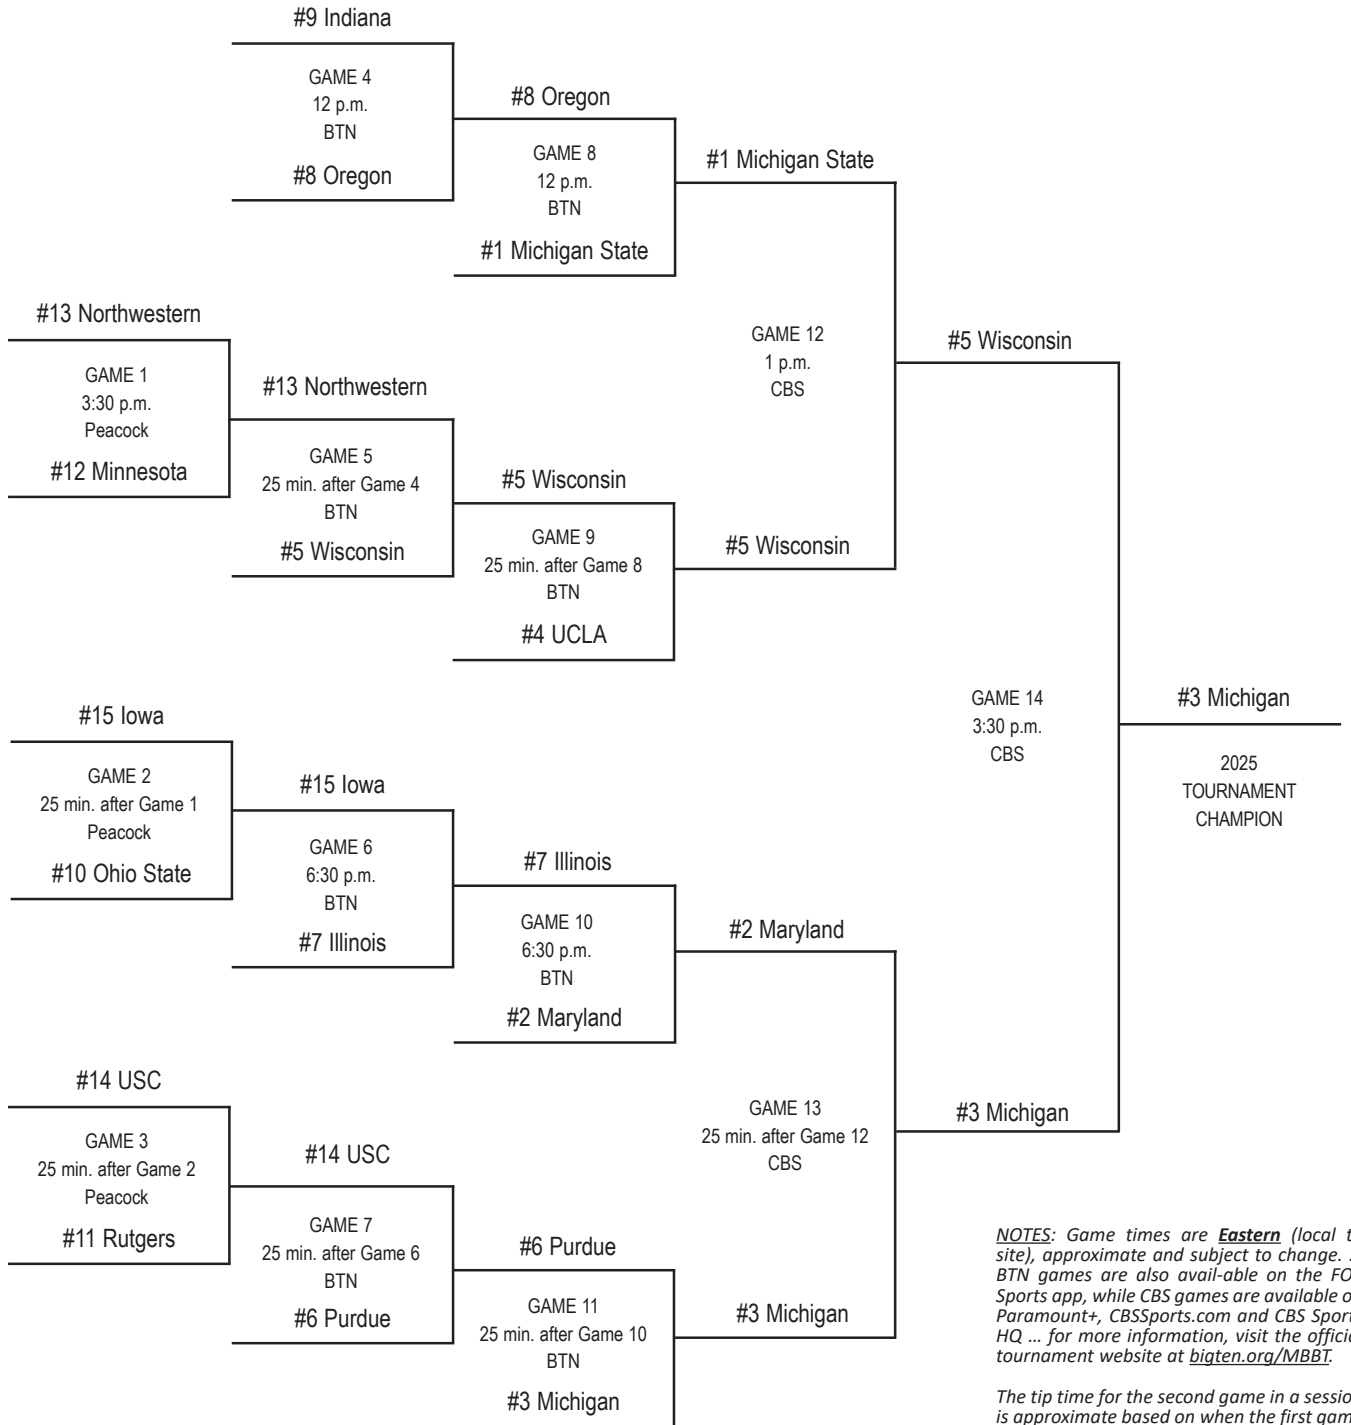 #9 Indiana
GAME 4
12 p.m.
BTN
#8 Oregon
#8 Oregon
GAME 8
12 p.m.
BTN
#1 Michigan State
#1 Michigan State
#13 Northwestern
GAME 1
3:30 p.m.
Peacock
#12 Minnesota
#13 Northwestern
GAME 5
25 min. after Game 4
BTN
#5 Wisconsin
#5 Wisconsin
GAME 9
25 min. after Game 8
BTN
#4 UCLA
#5 Wisconsin
GAME 12
1 p.m.
CBS
#5 Wisconsin
#15 Iowa
GAME 2
25 min. after Game 1
Peacock
#10 Ohio State
#15 Iowa
GAME 6
6:30 p.m.
BTN
#7 Illinois
#7 Illinois
GAME 10
6:30 p.m.
BTN
#2 Maryland
#2 Maryland
#14 USC
GAME 3
25 min. after Game 2
Peacock
#11 Rutgers
#14 USC
GAME 7
25 min. after Game 6
BTN
#6 Purdue
#6 Purdue
GAME 11
25 min. after Game 10
BTN
#3 Michigan
#3 Michigan
GAME 13
25 min. after Game 12
CBS
#3 Michigan
GAME 14
3:30 p.m.
CBS
#3 Michigan
2025
TOURNAMENT
CHAMPION
NOTES: Game times are Eastern (local
site), approximate and subject to change.
BTN games are also avail-able on the
Sports app, while CBS games are available
Paramount+, CBSSports.com and CBS
HQ ... for more information, visit the
tournament website at bigten.org/MBBT.
The tip time for the second game in a
is approximate based on when the first